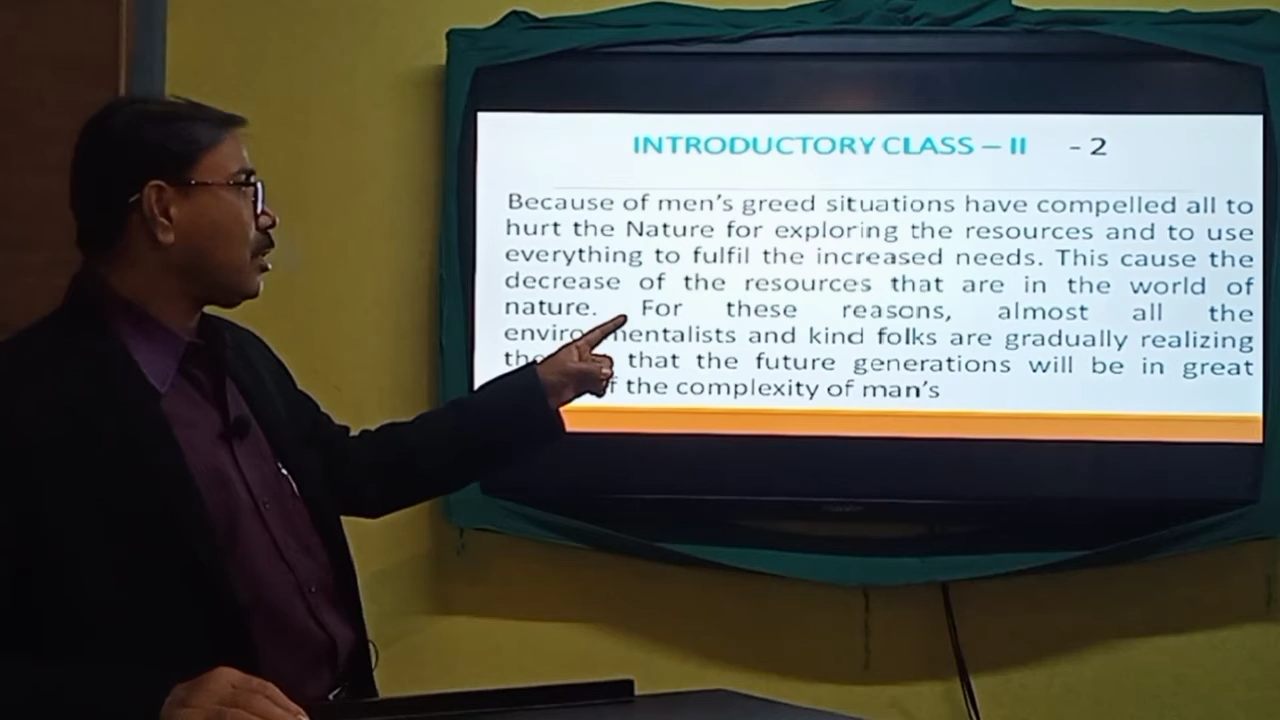 INTRODUCTORY CLASS – II - 2
Because of men's greed situations have compelled all to
hurt the Nature for exploring the resources and to use
everything to fulfil the increased needs. This cause the
decrease of the resources that are in the world of
nature. For these reasons, almost all the
environmentalists and kind folks are gradually realizing
that the future generations will be in great
the complexity of man's